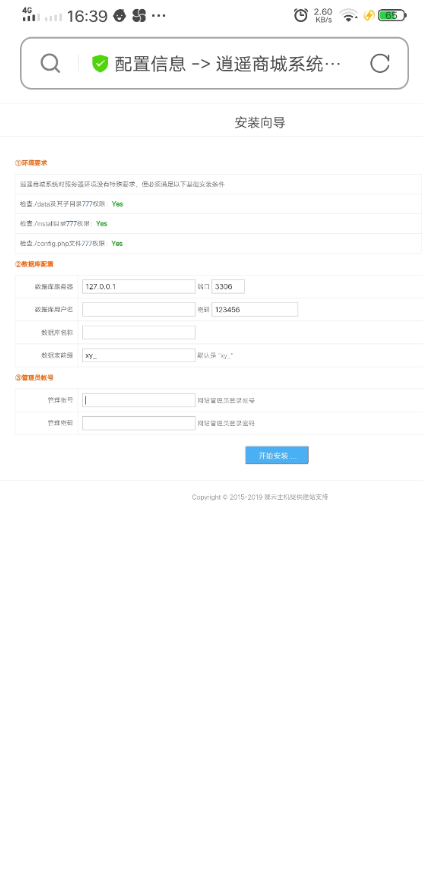 4G 16:39 2.60 KB/s 65
配置信息 -> 逍遥商城系统…
安装向导
①环境要求
逍遥商城系统对服务器环境没有特殊要求，但必须满足以下基础安装条件
检查 ./data及其子目录777权限：Yes
检查 ./install目录777权限：Yes
检查 ./config.php文件777权限：Yes
②数据库配置
数据库服务器 127.0.0.1 端口 3306
数据库用户名 密码 123456
数据库名称
数据表前缀 xy_ 默认是 "xy_"
③管理员帐号
管理帐号 网站管理员登录帐号
管理密码 网站管理员登录密码
开始安装 ...
Copyright © 2015-2019 云主机提供建站支持